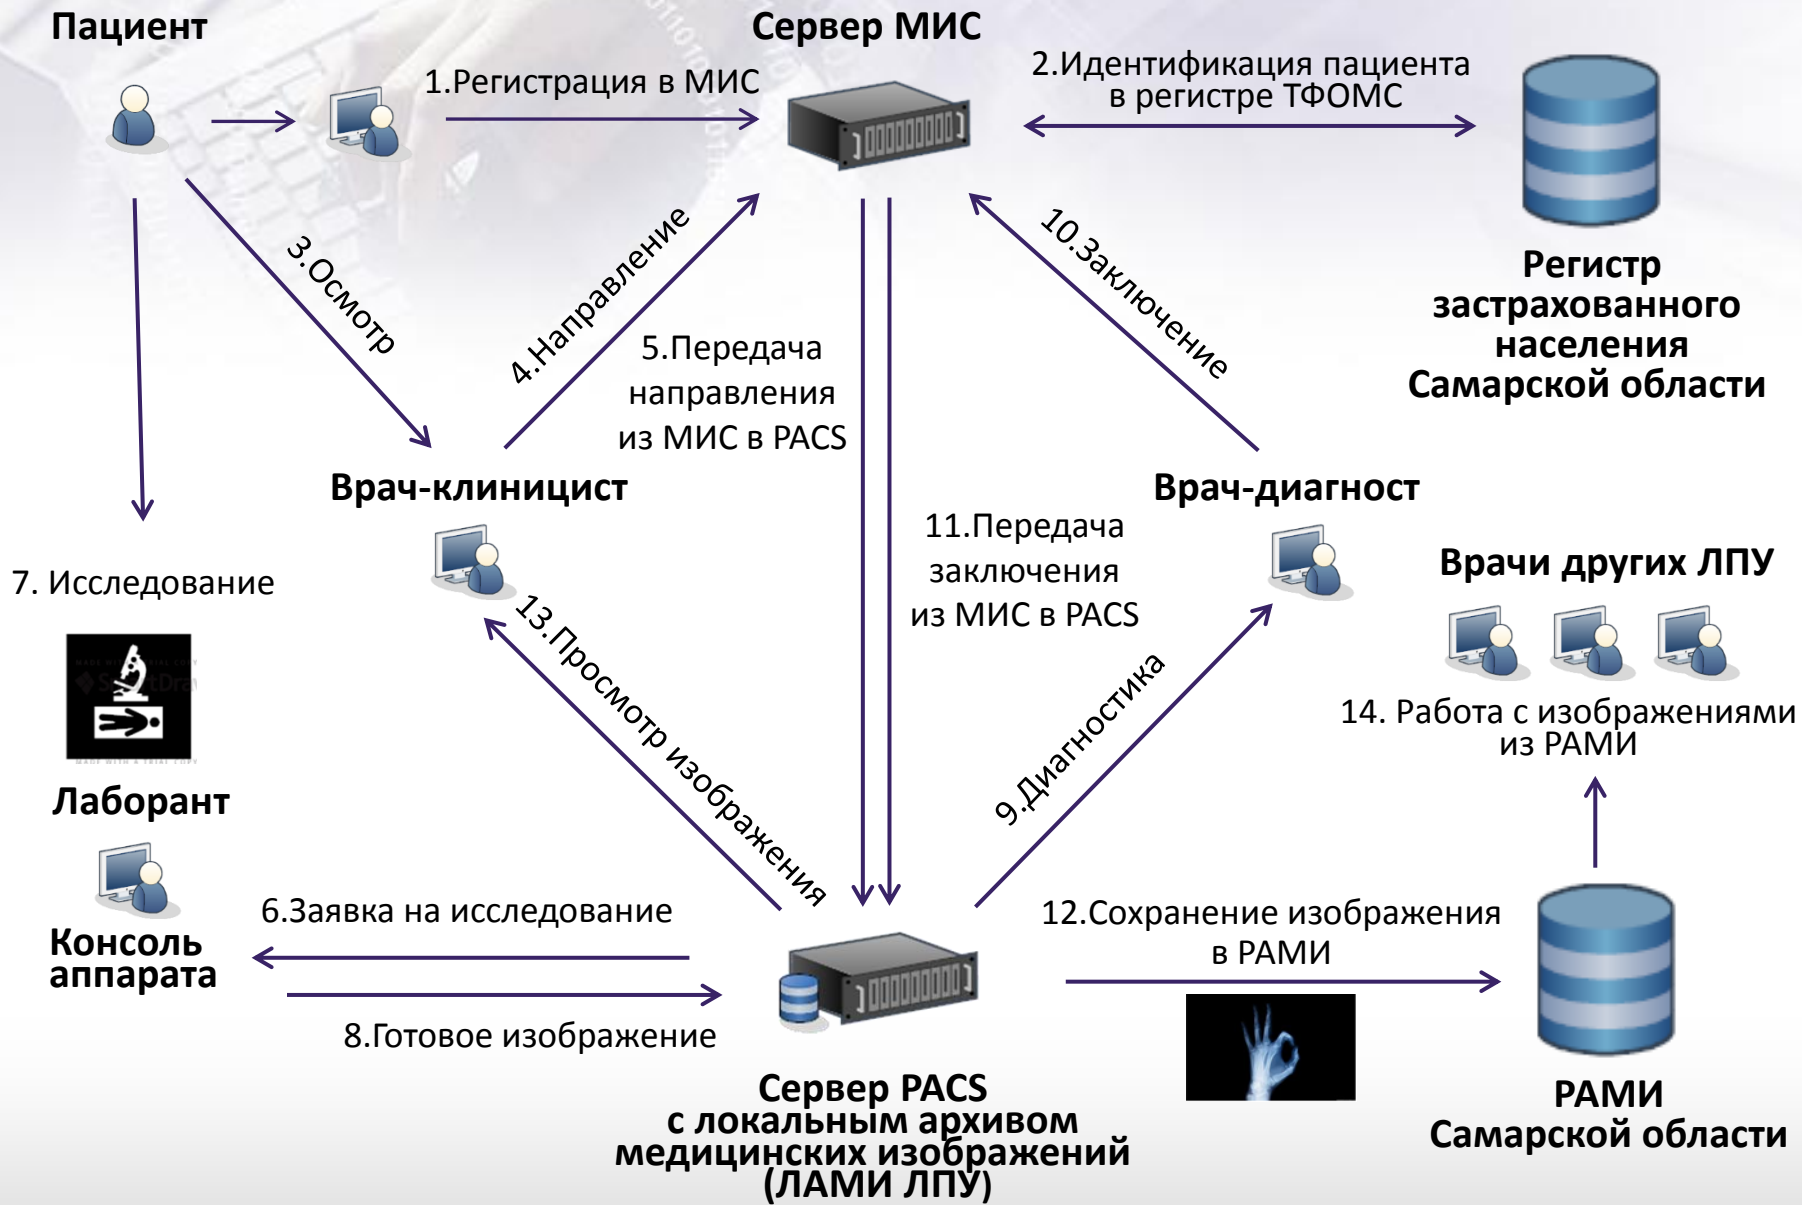 Пациент
Сервер МИС
1.Регистрация в МИС
2.Идентификация пациента
в регистре ТФОМС
Регистр
застрахованного
населения
Самарской области
3.Осмотр
4.Направление
5.Передача
направления
из МИС в PACS
10.Заключение
Врач-клиницист
Врач-диагност
11.Передача
заключения
из МИС в PACS
Врачи других ЛПУ
7. Исследование
13.Просмотр изображения
9.Диагностика
14. Работа с изображениями
из РАМИ
Лаборант
Консоль
аппарата
6.Заявка на исследование
8.Готовое изображение
12.Сохранение изображения
в РАМИ
Сервер PACS
с локальным архивом
медицинских изображений
(ЛАМИ ЛПУ)
РАМИ
Самарской области